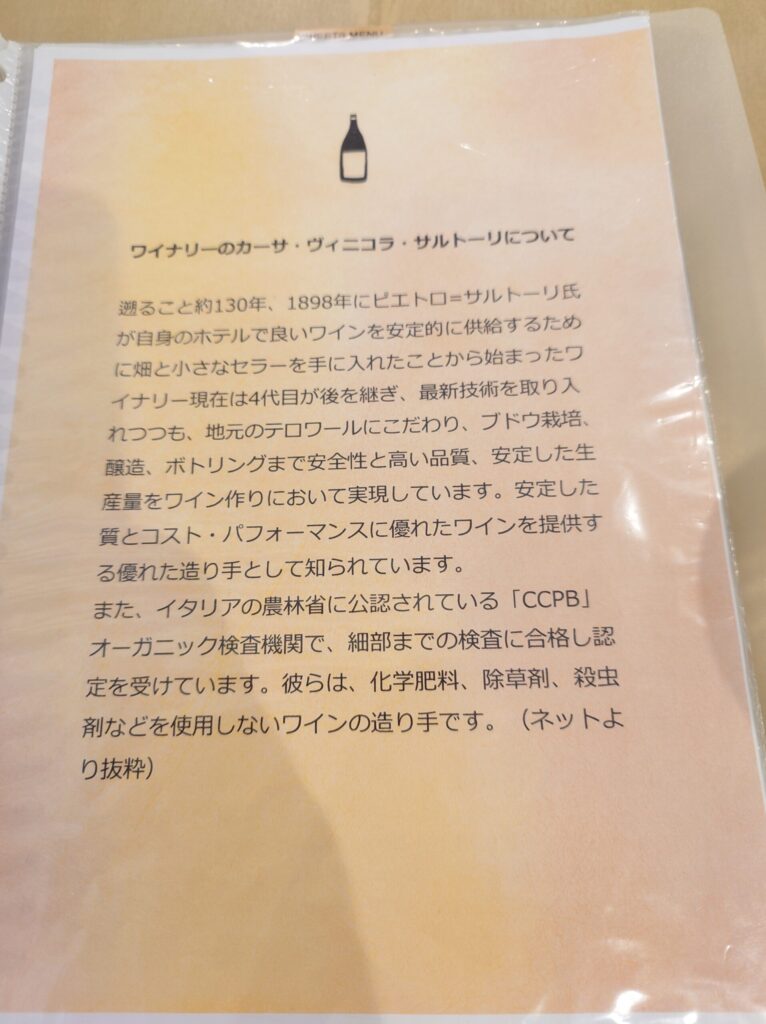 SWEETS MENU
ワイナリーのカーサ・ヴィニコラ・サルトーリについて
遡ること約130年、1898年にピエトロ=サルトーリ氏
が自身のホテルで良いワインを安定的に供給するため
に畑と小さなセラーを手に入れたことから始まったワ
イナリー現在は4代目が後を継ぎ、最新技術を取り入
れつつも、地元のテロワールにこだわり、ブドウ栽培、
醸造、ボトリングまで安全性と高い品質、安定した生
産量をワイン作りにおいて実現しています。安定した
質とコスト・パフォーマンスに優れたワインを提供す
る優れた造り手として知られています。
また、イタリアの農林省に公認されている「CCPB」
オーガニック検査機関で、細部までの検査に合格し認
定を受けています。彼らは、化学肥料、除草剤、殺虫
剤などを使用しないワインの造り手です。（ネットよ
り抜粋）